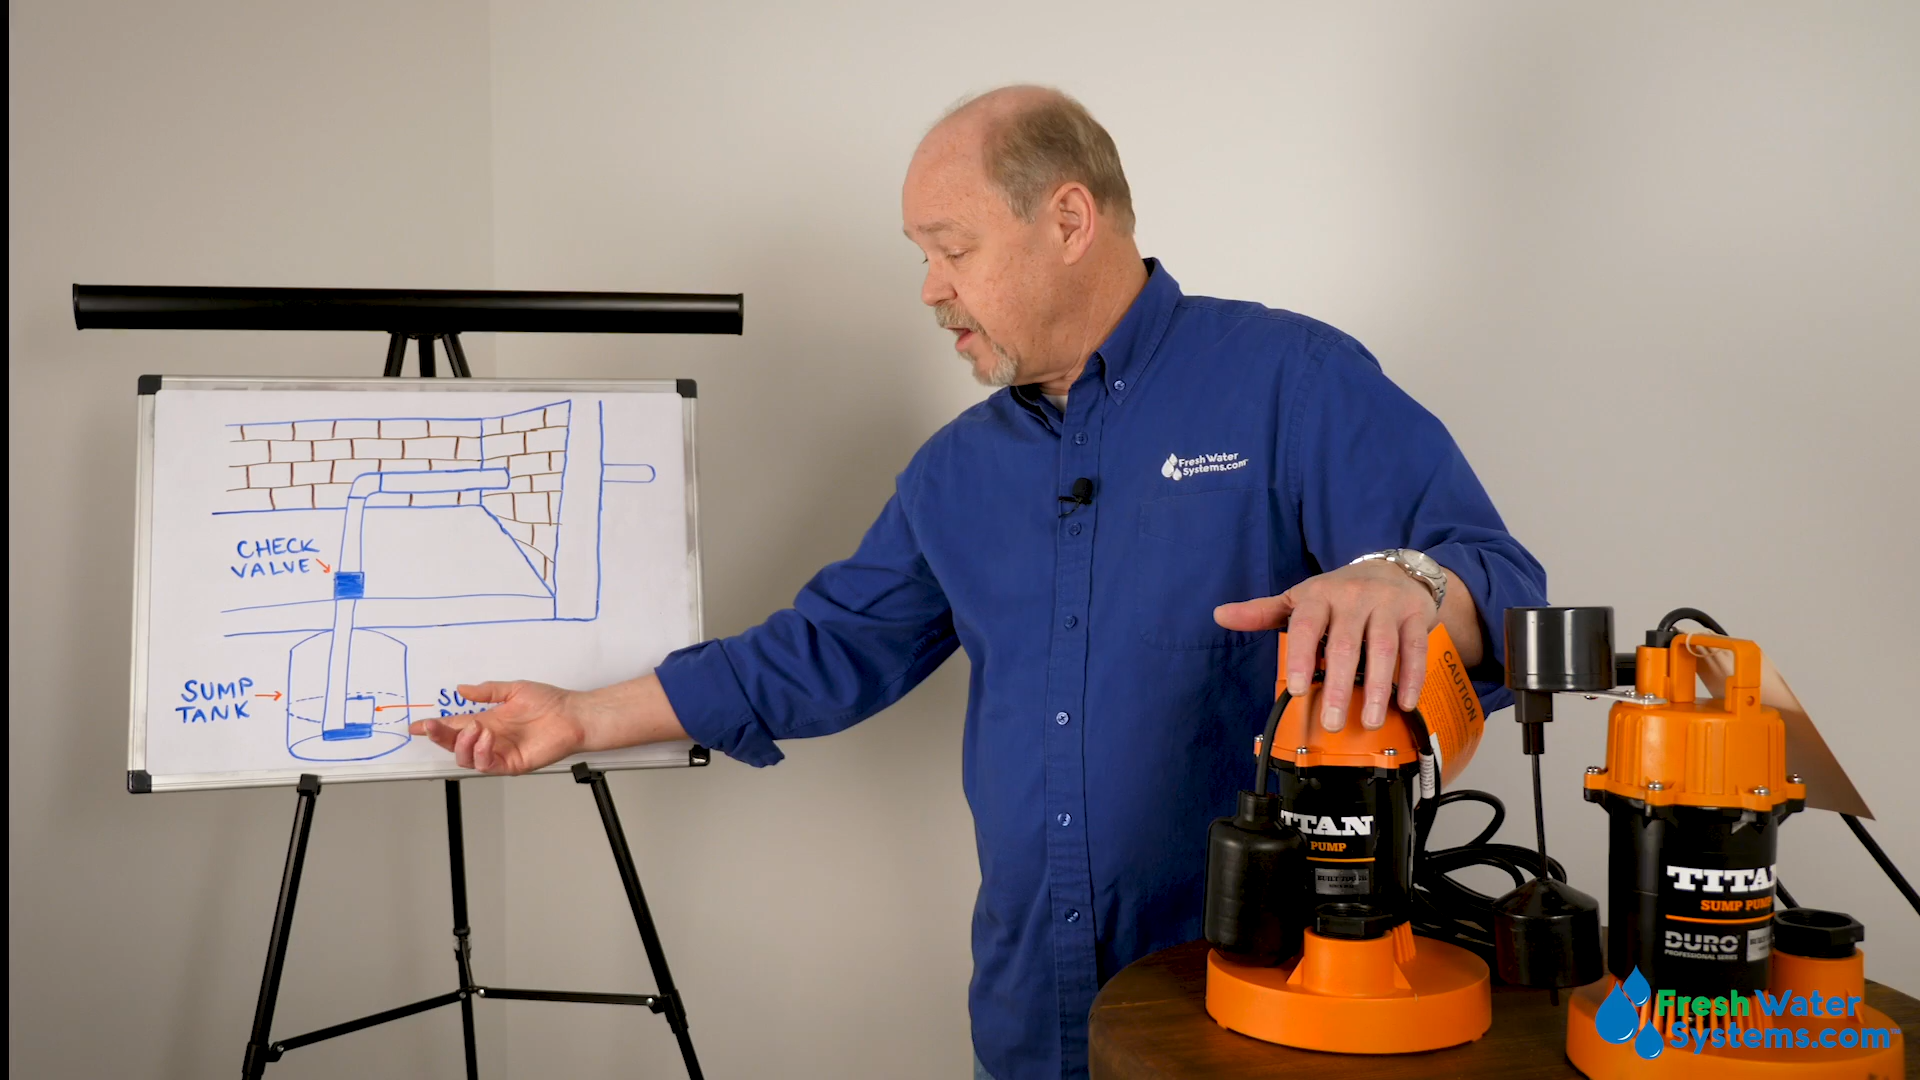 CHECK
VALVE
SUMP
TANK
Fresh Water
Systems.com
CAUTION
TITAN
PUMP
TITAN
SUMP PUMP
DURO
PROFESSIONAL SERIES
Fresh Water
Systems.com